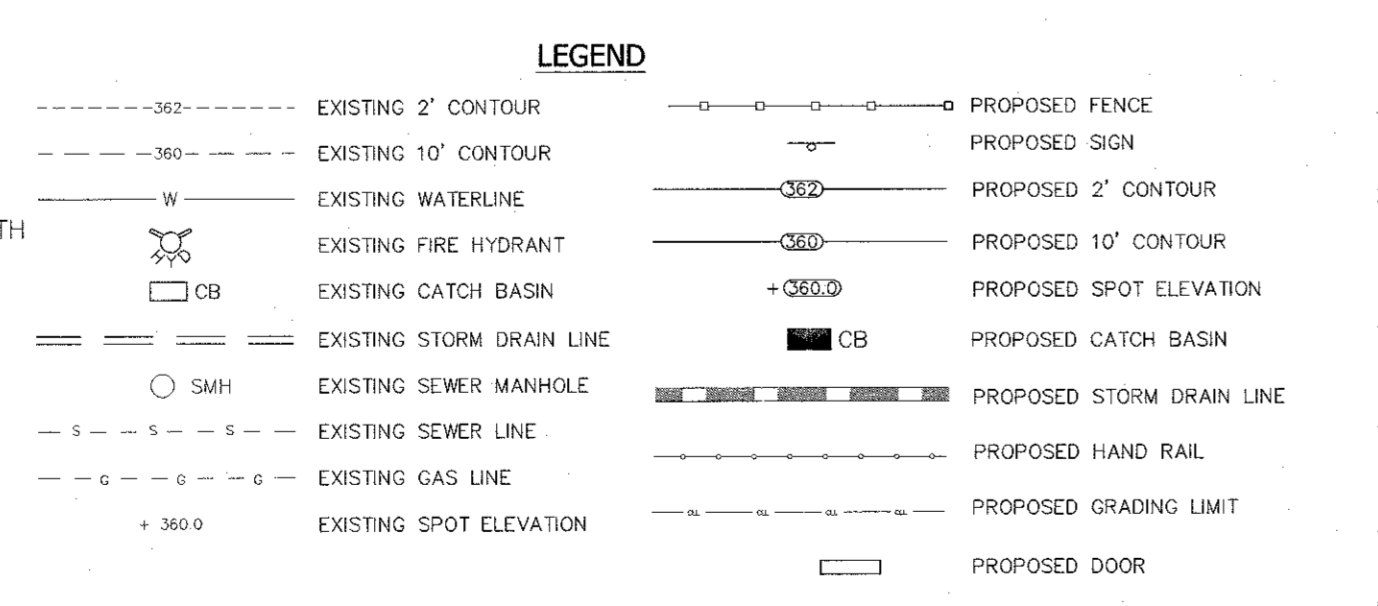 LEGEND
362 EXISTING 2' CONTOUR
360 EXISTING 10' CONTOUR
W EXISTING WATERLINE
TH
EXISTING FIRE HYDRANT
CB EXISTING CATCH BASIN
EXISTING STORM DRAIN LINE
SMH EXISTING SEWER MANHOLE
S S S EXISTING SEWER LINE
G G G EXISTING GAS LINE
+ 360.0 EXISTING SPOT ELEVATION
PROPOSED FENCE
PROPOSED SIGN
362 PROPOSED 2' CONTOUR
360 PROPOSED 10' CONTOUR
+ 360.0 PROPOSED SPOT ELEVATION
CB PROPOSED CATCH BASIN
PROPOSED STORM DRAIN LINE
PROPOSED HAND RAIL
PROPOSED GRADING LIMIT
PROPOSED DOOR